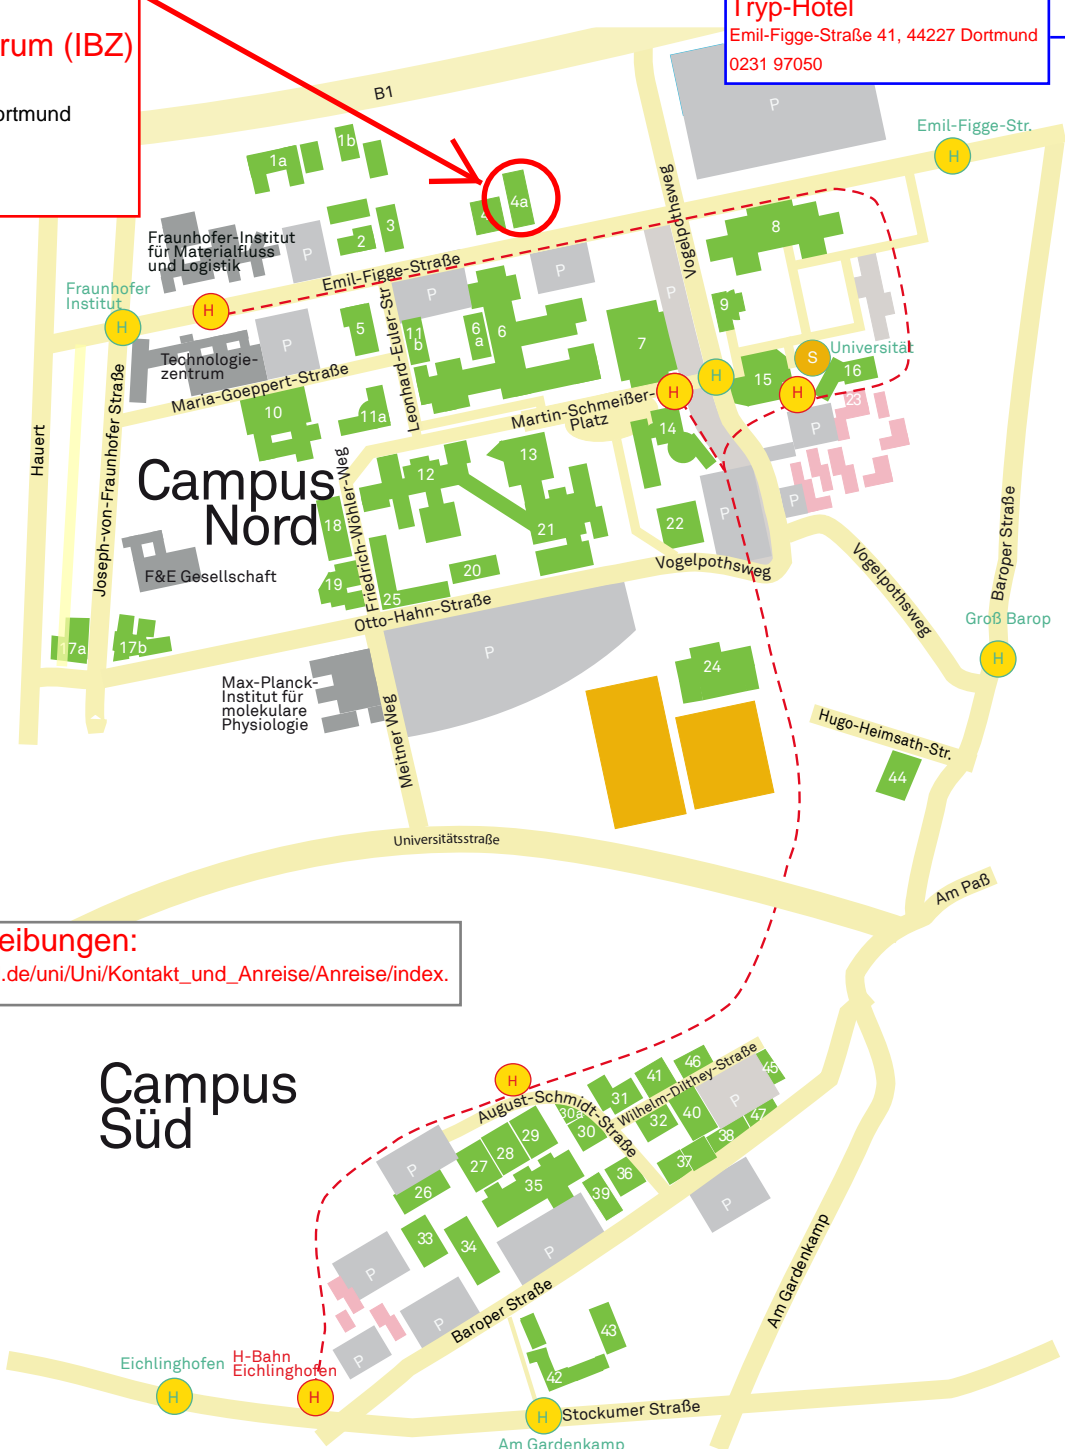 Tryp-Hotel
Emil-Figge-Straße 41, 44227 Dortmund
0231 97050
rum (IBZ)
ortmund
B1
P
Emil-Figge-Str.
H
1a
1b
Vogelpothsweg
4
4a
3
2
8
Fraunhofer-Institut
für Materialfluss
und Logistik
P
Emil-Figge-Straße
P
P
P
Fraunhofer
Institut
H
H
Leonhard-Euler-Str.
9
5
11
b
6
a
6
7
Technologie-
zentrum
P
Universität
S
H
15
16
Maria-Goeppert-Straße
H
H
23
10
11a
Martin-Schmeißer-
Platz
14
P
Hauert
Joseph-von-Fraunhofer Straße
Campus
Nord
Friedrich-Wöhler-Weg
12
13
18
21
22
P
P
Baroper Straße
F&E Gesellschaft
19
20
25
Vogelpothsweg
Vogelpothsweg
Otto-Hahn-Straße
17a
17b
Groß Barop
H
P
24
Max-Planck-
Institut für
molekulare
Physiologie
Meitner Weg
Hugo-Heimsath-Str.
44
Universitätsstraße
Am Paß
eibungen:
.de/uni/Uni/Kontakt_und_Anreise/Anreise/index.
Campus
Süd
H
August-Schmidt-Straße
Wilhelm-Dilthey-Straße
46
45
41
31
30a
30
32
40
P
47
38
37
29
28
27
P
26
35
36
39
P
33
34
P
P
P
P
Baroper Straße
Am Gardenkamp
43
42
Eichlinghofen
H
H-Bahn
Eichlinghofen
H
H
Stockumer Straße
Am Gardenkamp